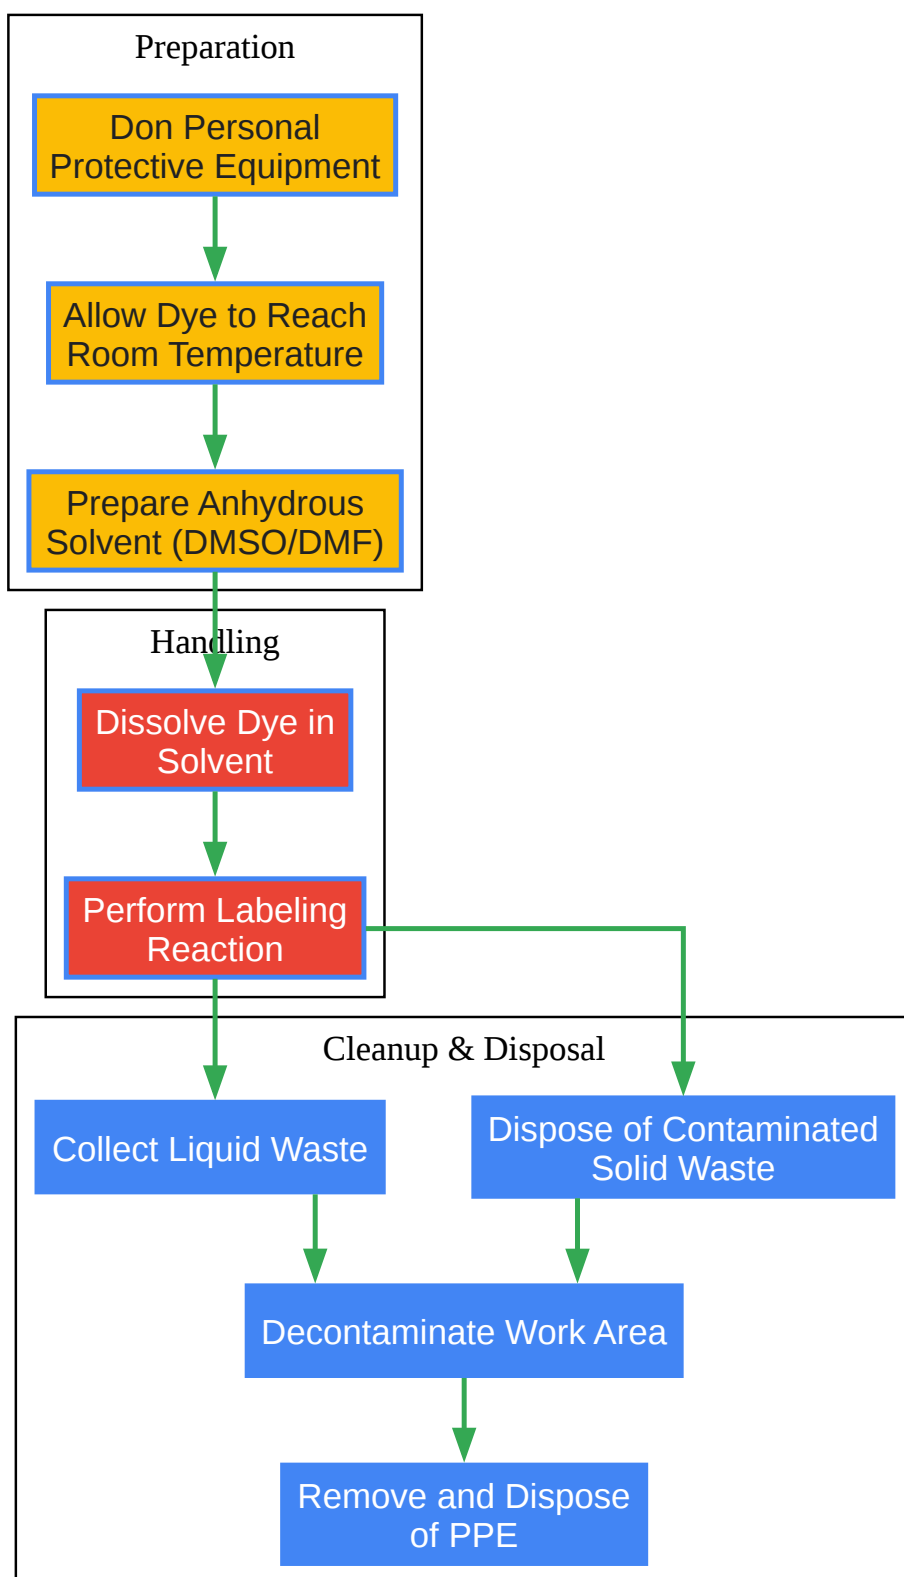 Preparation
Don Personal
Protective Equipment
Allow Dye to Reach
Room Temperature
Prepare Anhydrous
Solvent (DMSO/DMF)
Handling
Dissolve Dye in
Solvent
Perform Labeling
Reaction
Cleanup & Disposal
Collect Liquid Waste
Dispose of Contaminated
Solid Waste
Decontaminate Work Area
Remove and Dispose
of PPE